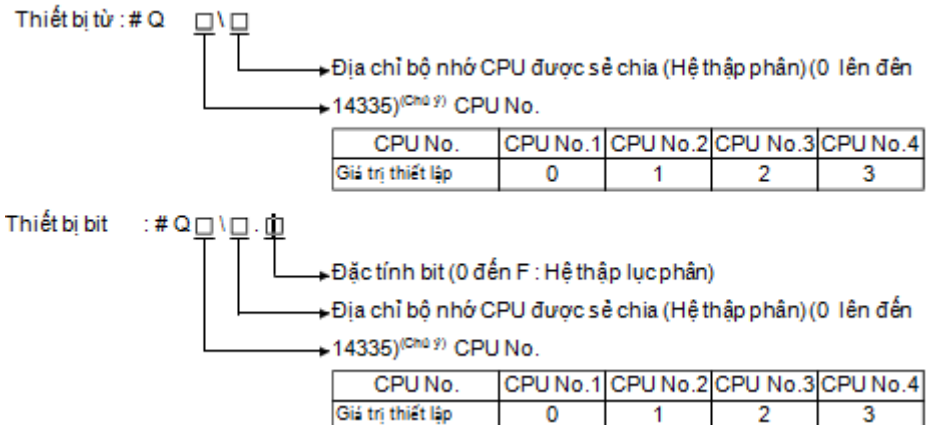 Thiết bị từ : # Q □\□
Địa chỉ bộ nhớ CPU được sẻ chia (Hệ thập phân) (0 lên đên
14335)(Chú ý) CPU No.
CPU No. CPU No.1 CPU No.2 CPU No.3 CPU No.4
Giá trị thiết lập 0 1 2 3
Thiết bị bit : # Q □\□ . □
Đặc tính bit (0 đến F : Hệ thập lục phân)
Địa chỉ bộ nhớ CPU được sẻ chia (Hệ thập phân) (0 lên đến
14335)(Chú ý) CPU No.
CPU No. CPU No.1 CPU No.2 CPU No.3 CPU No.4
Giá trị thiết lập 0 1 2 3